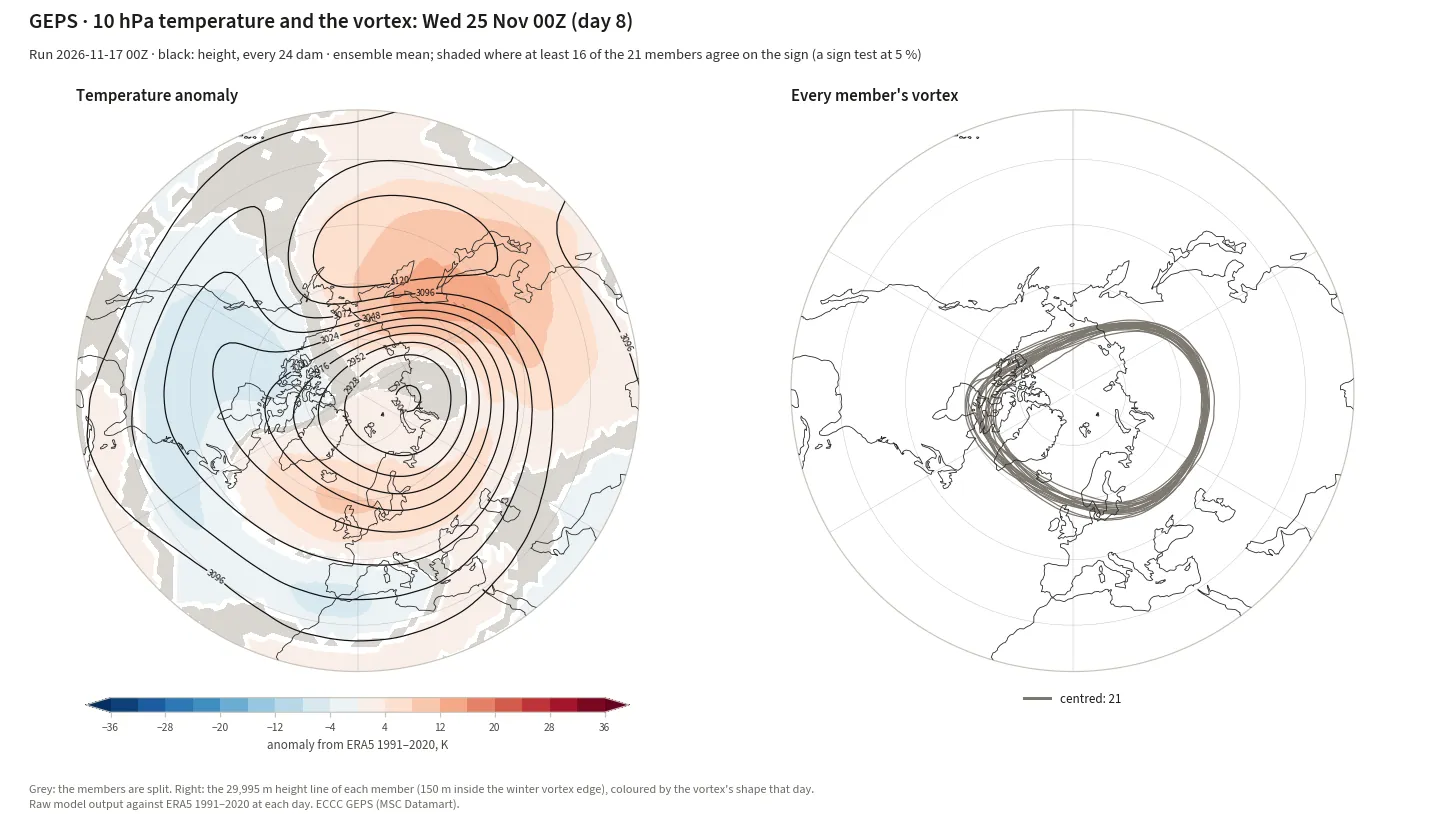 GEPS · 10 hPa temperature and the vortex: Wed 25 Nov 00Z (day 8)
Run 2026-11-17 00Z · black: height, every 24 dam · ensemble mean; shaded where at least 16 of the 21 members agree on the sign (a sign test at 5 %)
Temperature anomaly
Every member's vortex
3120
3096
3072
3048
3024
3096
2952
2976
2928
3096
centred: 21
−36 −28 −20 −12 −4 4 12 20 28 36
anomaly from ERA5 1991–2020, K
Grey: the members are split. Right: the 29,995 m height line of each member (150 m inside the winter vortex edge), coloured by the vortex's shape that day.
Raw model output against ERA5 1991–2020 at each day. ECCC GEPS (MSC Datamart).